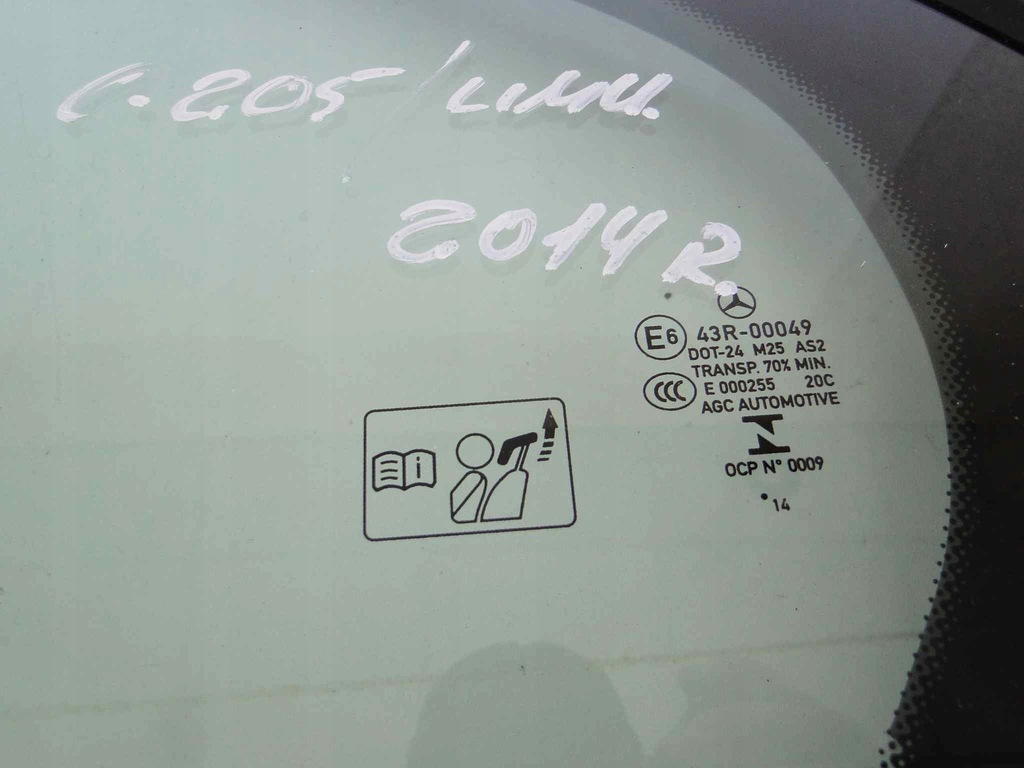 C.205/LIMU.
2014R.
E6 43R-00049
DOT-24 M25 AS2
TRANSP. 70% MIN.
CCC E 000255 20C
AGC AUTOMOTIVE
OCP N° 0009
•14
i